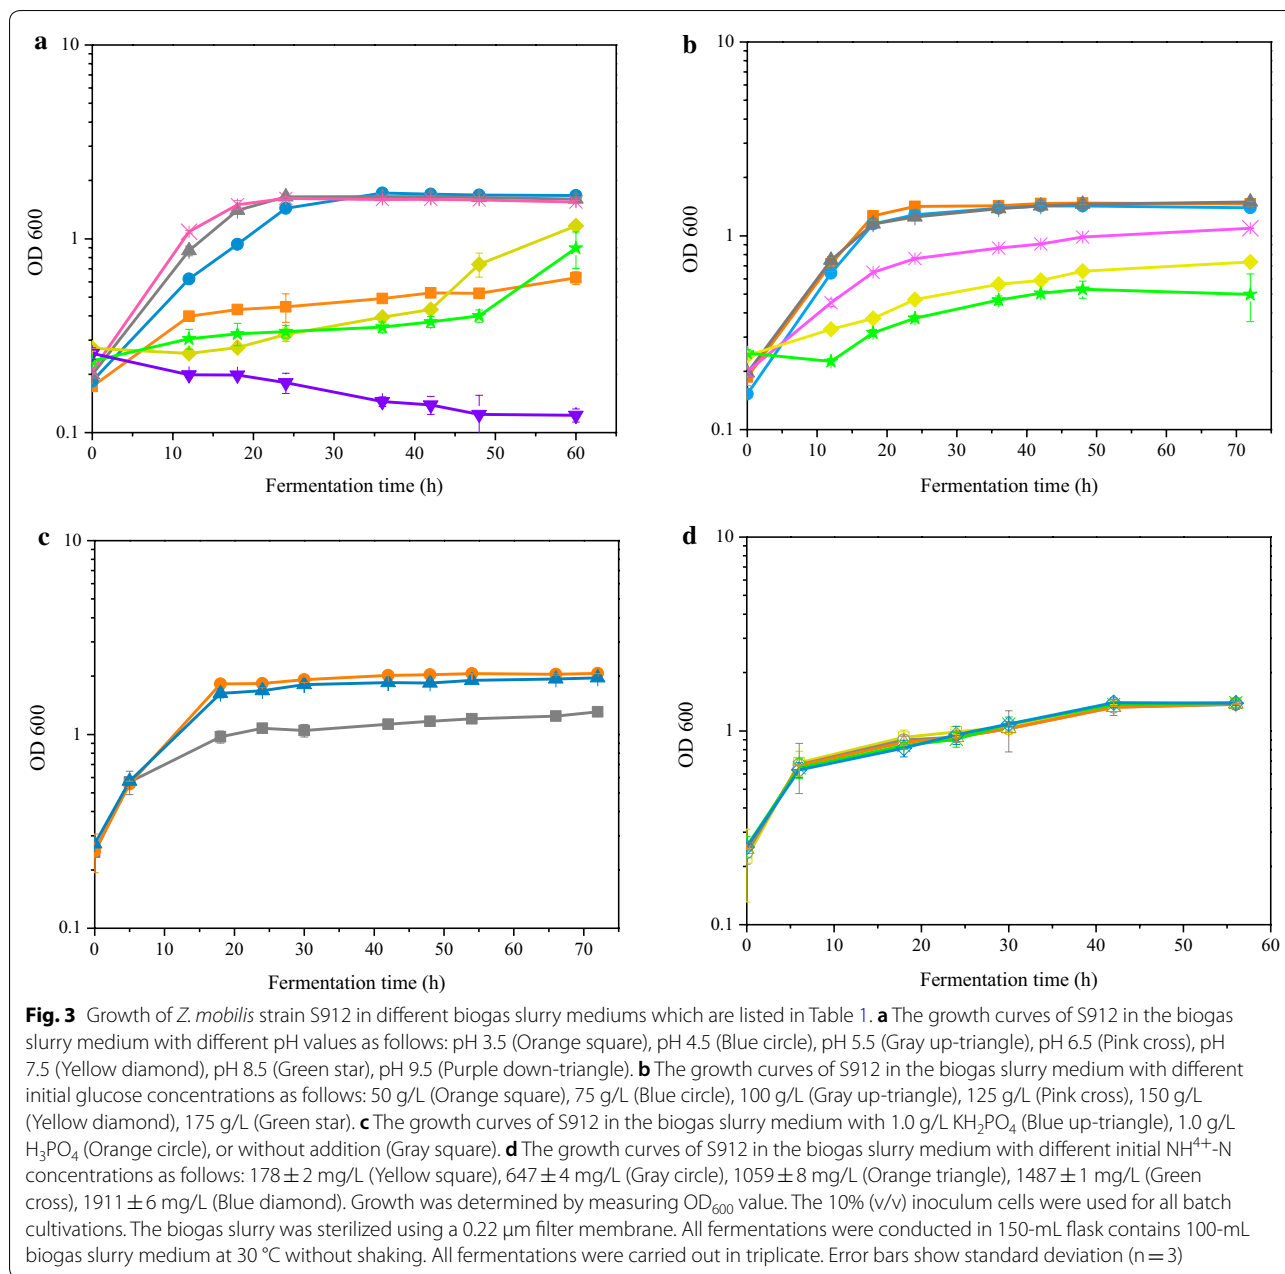 a
10
1
0.1
OD 600
0 10 20 30 40 50 60
Fermentation time (h)
b
10
1
0.1
OD 600
0 10 20 30 40 50 60 70
Fermentation time (h)
c
10
1
0.1
OD 600
0 10 20 30 40 50 60 70
Fermentation time (h)
d
10
1
0.1
OD 600
0 10 20 30 40 50 60
Fermentation time (h)
Fig. 3 Growth of Z. mobilis strain S912 in different biogas slurry mediums which are listed in Table 1. a The growth curves of S912 in the biogas
slurry medium with different pH values as follows: pH 3.5 (Orange square), pH 4.5 (Blue circle), pH 5.5 (Gray up-triangle), pH 6.5 (Pink cross), pH
7.5 (Yellow diamond), pH 8.5 (Green star), pH 9.5 (Purple down-triangle). b The growth curves of S912 in the biogas slurry medium with different
initial glucose concentrations as follows: 50 g/L (Orange square), 75 g/L (Blue circle), 100 g/L (Gray up-triangle), 125 g/L (Pink cross), 150 g/L
(Yellow diamond), 175 g/L (Green star). c The growth curves of S912 in the biogas slurry medium with 1.0 g/L KH₂PO₄ (Blue up-triangle), 1.0 g/L
H₃PO₄ (Orange circle), or without addition (Gray square). d The growth curves of S912 in the biogas slurry medium with different initial NH⁴⁺-N
concentrations as follows: 178 ± 2 mg/L (Yellow square), 647 ± 4 mg/L (Gray circle), 1059 ± 8 mg/L (Orange triangle), 1487 ± 1 mg/L (Green
cross), 1911 ± 6 mg/L (Blue diamond). Growth was determined by measuring OD₆₀₀ value. The 10% (v/v) inoculum cells were used for all batch
cultivations. The biogas slurry was sterilized using a 0.22 μm filter membrane. All fermentations were conducted in 150-mL flask contains 100-mL
biogas slurry medium at 30 °C without shaking. All fermentations were carried out in triplicate. Error bars show standard deviation (n = 3)